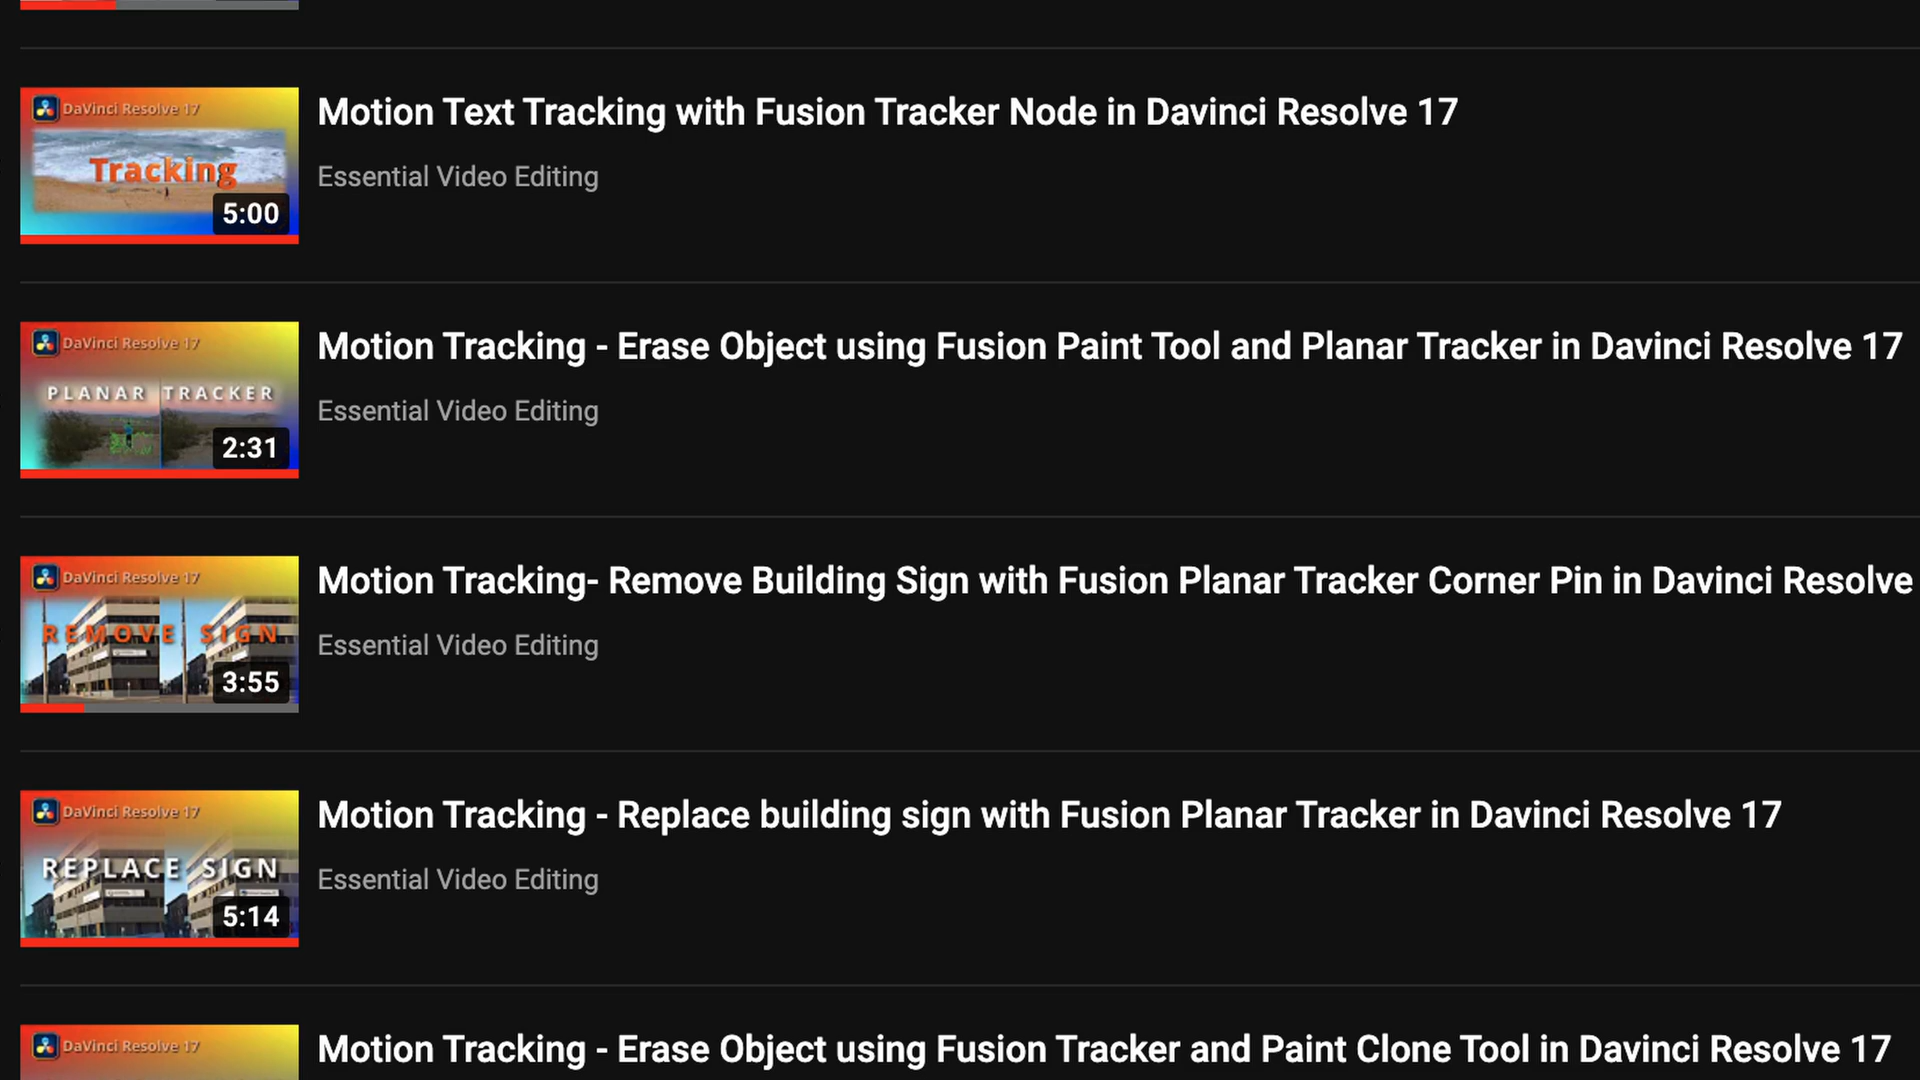 DaVinci Resolve 17
Tracking
5:00
Motion Text Tracking with Fusion Tracker Node in Davinci Resolve 17
Essential Video Editing
DaVinci Resolve 17
PLANAR TRACKER
2:31
Motion Tracking - Erase Object using Fusion Paint Tool and Planar Tracker in Davinci Resolve 17
Essential Video Editing
DaVinci Resolve 17
REMOVE SIGN
3:55
Motion Tracking- Remove Building Sign with Fusion Planar Tracker Corner Pin in Davinci Resolve
Essential Video Editing
DaVinci Resolve 17
REPLACE SIGN
5:14
Motion Tracking - Replace building sign with Fusion Planar Tracker in Davinci Resolve 17
Essential Video Editing
DaVinci Resolve 17
Motion Tracking - Erase Object using Fusion Tracker and Paint Clone Tool in Davinci Resolve 17